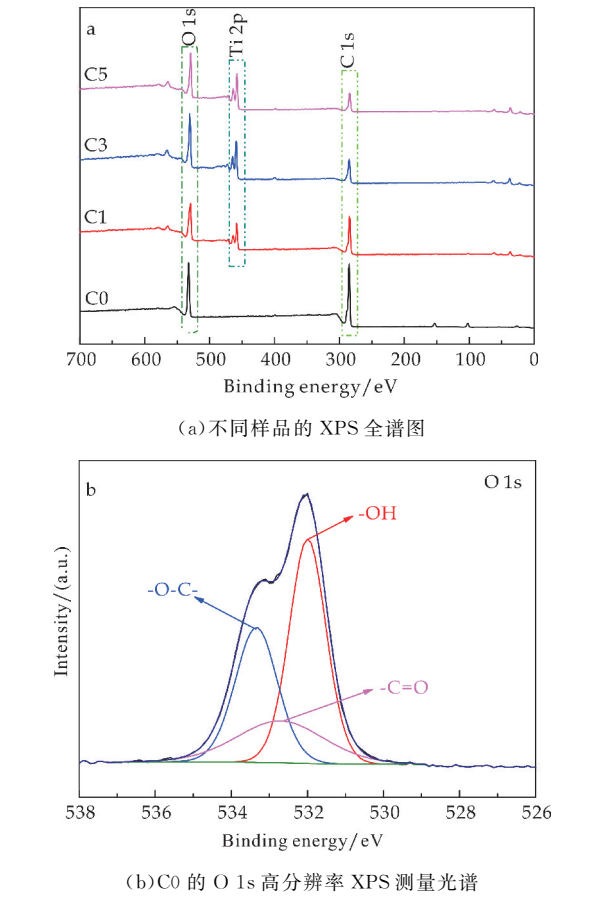 a
O 1s
Ti 2p
C 1s
C5
C3
C1
C0
700 600 500 400 300 200 100 0
Binding energy/eV
(a)不同样品的 XPS 全谱图
b
O 1s
-OH
-O-C-
-C=O
Intensity/(a.u.)
538 536 534 532 530 528 526
Binding energy/eV
(b)C0 的 O 1s 高分辨率 XPS 测量光谱